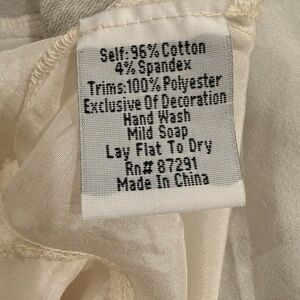 Self: 96% Cotton
4% Spandex
Trims: 100% Polyester
Exclusive Of Decoration
Hand Wash
Mild Soap
Lay Flat To Dry
Rn# 87291
Made In China